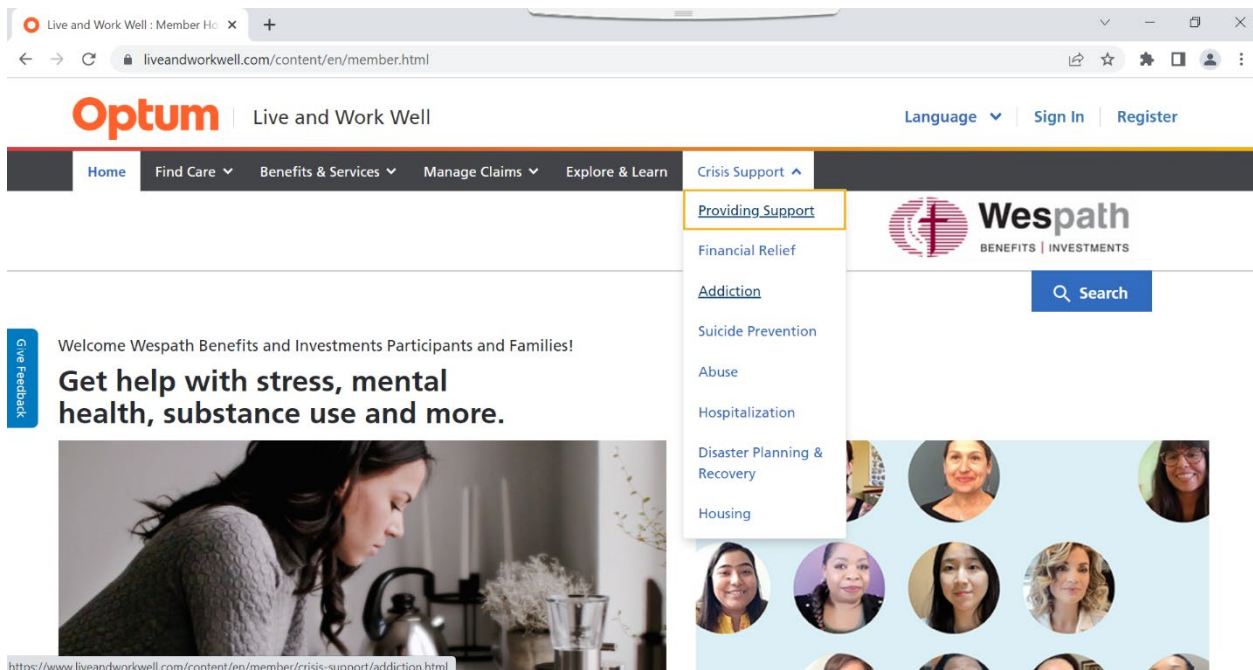 Live and Work Well : Member Ho
liveandworkwell.com/content/en/member.html
Optum Live and Work Well
Language Sign In Register
Home Find Care Benefits & Services Manage Claims Explore & Learn Crisis Support
Providing Support
Financial Relief
Addiction
Suicide Prevention
Abuse
Hospitalization
Disaster Planning &
Recovery
Housing
Wespath
BENEFITS | INVESTMENTS
Search
Give Feedback
Welcome Wespath Benefits and Investments Participants and Families!
Get help with stress, mental
health, substance use and more.
https://www.liveandworkwell.com/content/en/member/crisis-support/addiction.html